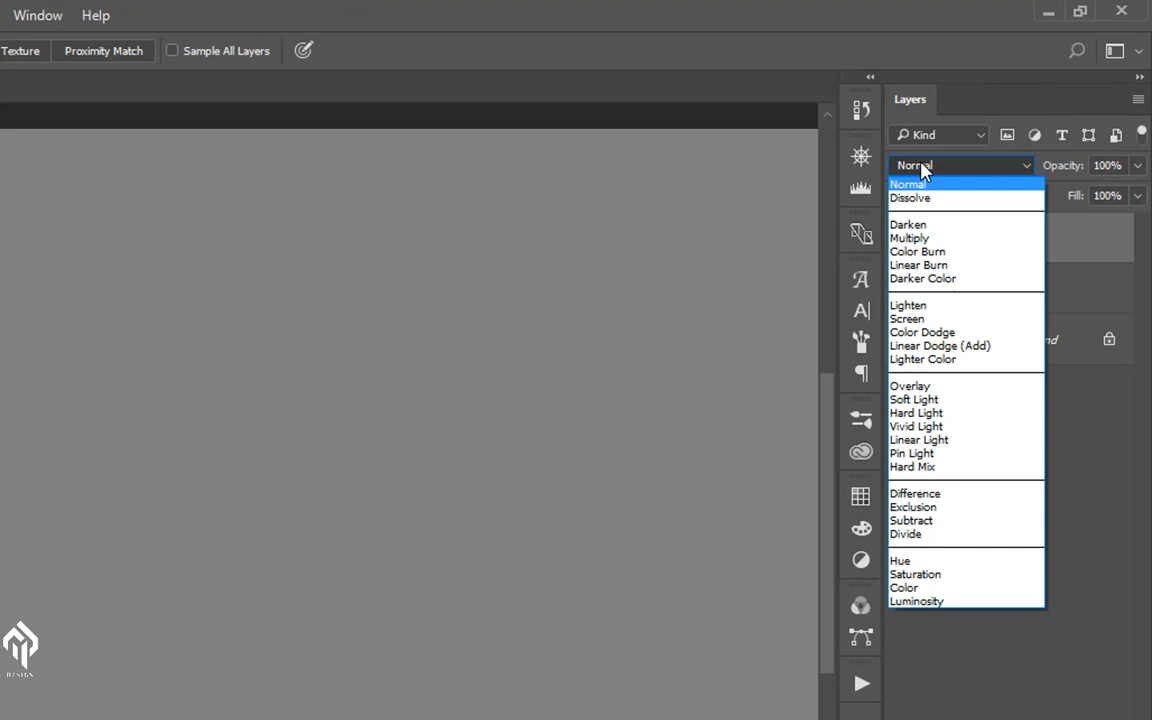 Window Help
Texture Proximity Match Sample All Layers
Layers
Kind
Normal Opacity: 100%
Normal
Fill: 100%
Dissolve
Darken
Multiply
Color Burn
Linear Burn
Darker Color
Lighten
Screen
Color Dodge
Linear Dodge (Add)
Lighter Color
Overlay
Soft Light
Hard Light
Vivid Light
Linear Light
Pin Light
Hard Mix
Difference
Exclusion
Subtract
Divide
Hue
Saturation
Color
Luminosity
DESIGN